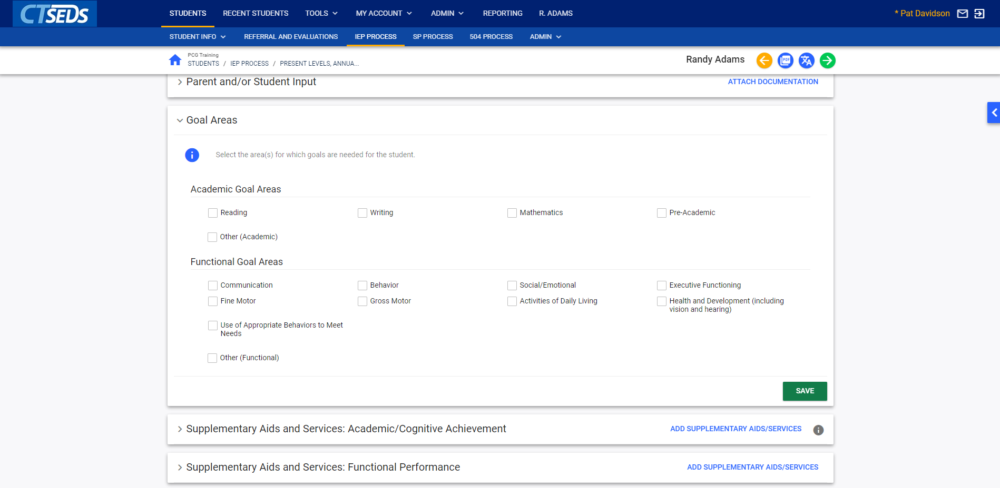 CTSEDS
STUDENTS RECENT STUDENTS TOOLS MY ACCOUNT ADMIN REPORTING R. ADAMS
* Pat Davidson
STUDENT INFO REFERRAL AND EVALUATIONS IEP PROCESS SP PROCESS 504 PROCESS ADMIN
PCG Training
STUDENTS / IEP PROCESS / PRESENT LEVELS, ANNUA...
Randy Adams
PDF
Parent and/or Student Input ATTACH DOCUMENTATION
Goal Areas
Select the area(s) for which goals are needed for the student.
Academic Goal Areas
Reading Writing Mathematics Pre-Academic
Other (Academic)
Functional Goal Areas
Communication Behavior Social/Emotional Executive Functioning
Fine Motor Gross Motor Activities of Daily Living Health and Development (including
vision and hearing)
Use of Appropriate Behaviors to Meet
Needs
Other (Functional)
SAVE
Supplementary Aids and Services: Academic/Cognitive Achievement ADD SUPPLEMENTARY AIDS/SERVICES
Supplementary Aids and Services: Functional Performance ADD SUPPLEMENTARY AIDS/SERVICES